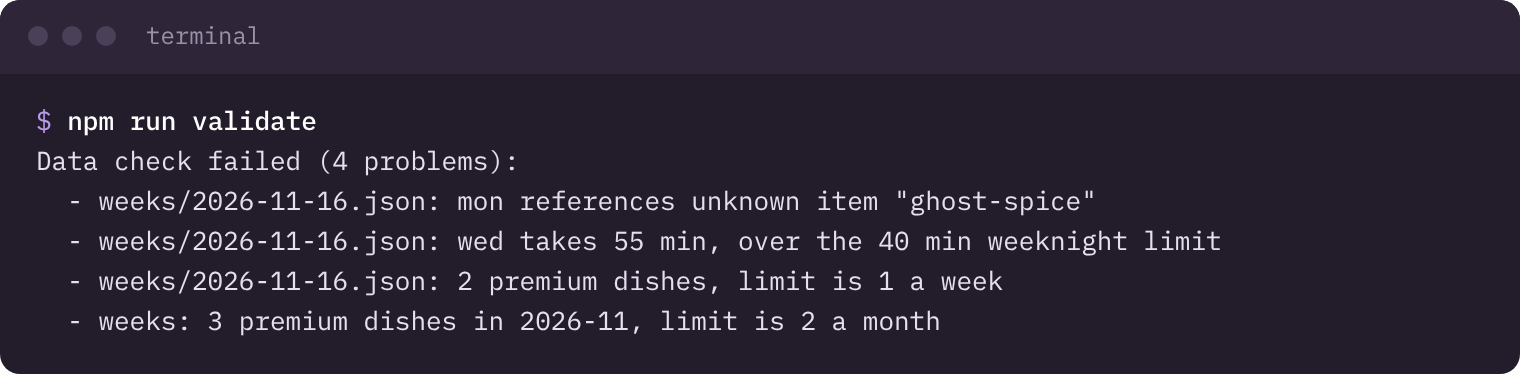 terminal
$ npm run validate
Data check failed (4 problems):
  - weeks/2026-11-16.json: mon references unknown item "ghost-spice"
  - weeks/2026-11-16.json: wed takes 55 min, over the 40 min weeknight limit
  - weeks/2026-11-16.json: 2 premium dishes, limit is 1 a week
  - weeks: 3 premium dishes in 2026-11, limit is 2 a month